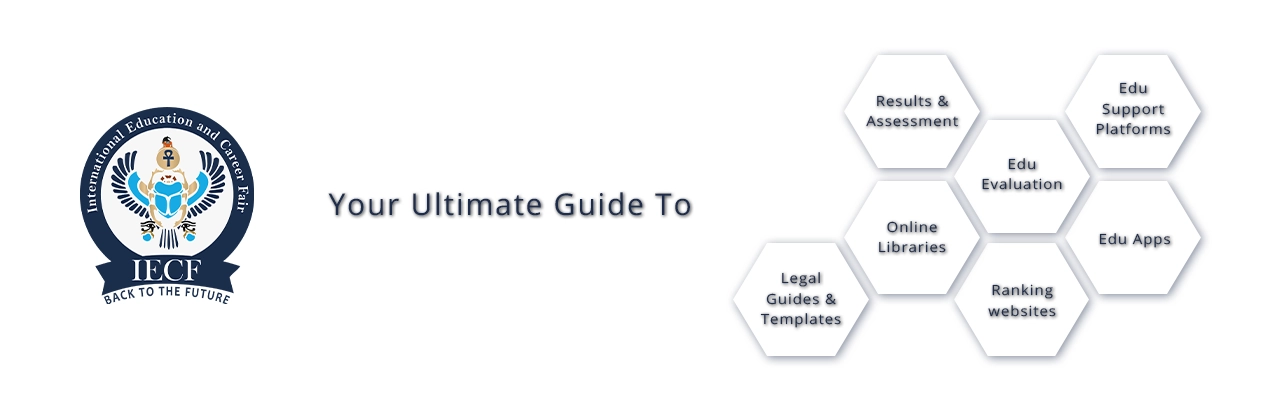 International Education and Career Fair
IECF
BACK TO THE FUTURE
Your Ultimate Guide To
Results &
Assessment
Edu
Support
Platforms
Edu
Evaluation
Online
Libraries
Edu Apps
Legal
Guides &
Templates
Ranking
websites